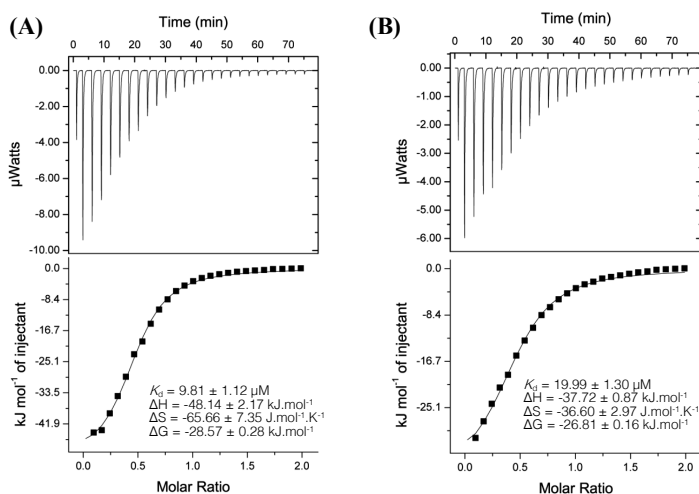 (A)
Time (min)
0 10 20 30 40 50 60 70
0.00
-2.00
-4.00
-6.00
-8.00
-10.00
µWatts
0.0
-8.4
-16.7
-25.1
-33.5
-41.9
kJ mol⁻¹ of injectant
Kd = 9.81 ± 1.12 µM
ΔH = -48.14 ± 2.17 kJ.mol⁻¹
ΔS = -65.66 ± 7.35 J.mol⁻¹.K⁻¹
ΔG = -28.57 ± 0.28 kJ.mol⁻¹
0.0 0.5 1.0 1.5 2.0
Molar Ratio
(B)
Time (min)
0 10 20 30 40 50 60 70
0.00
-1.00
-2.00
-3.00
-4.00
-5.00
-6.00
µWatts
0.0
-8.4
-16.7
-25.1
kJ mol⁻¹ of injectant
Kd = 19.99 ± 1.30 µM
ΔH = -37.72 ± 0.87 kJ.mol⁻¹
ΔS = -36.60 ± 2.97 J.mol⁻¹.K⁻¹
ΔG = -26.81 ± 0.16 kJ.mol⁻¹
0.0 0.5 1.0 1.5 2.0
Molar Ratio